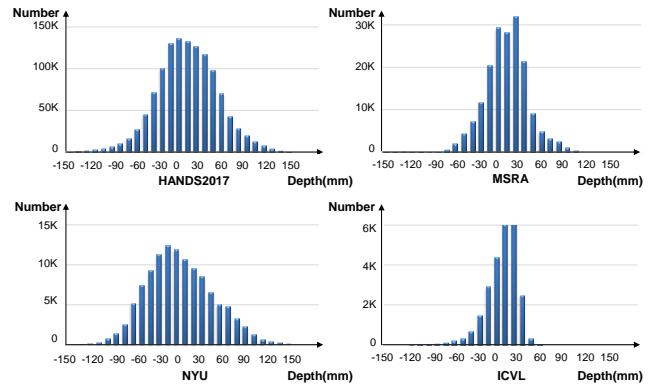 Number
150K
100K
50K
0
-150 -120 -90 -60 -30 0 30 60 90 120 150
HANDS2017 Depth(mm)
Number
30K
20K
10K
0
-150 -120 -90 -60 -30 0 30 60 90 120 150
MSRA Depth(mm)
Number
15K
10K
5K
0
-150 -120 -90 -60 -30 0 30 60 90 120 150
NYU Depth(mm)
Number
6K
4K
2K
0
-150 -120 -90 -60 -30 0 30 60 90 120 150
ICVL Depth(mm)